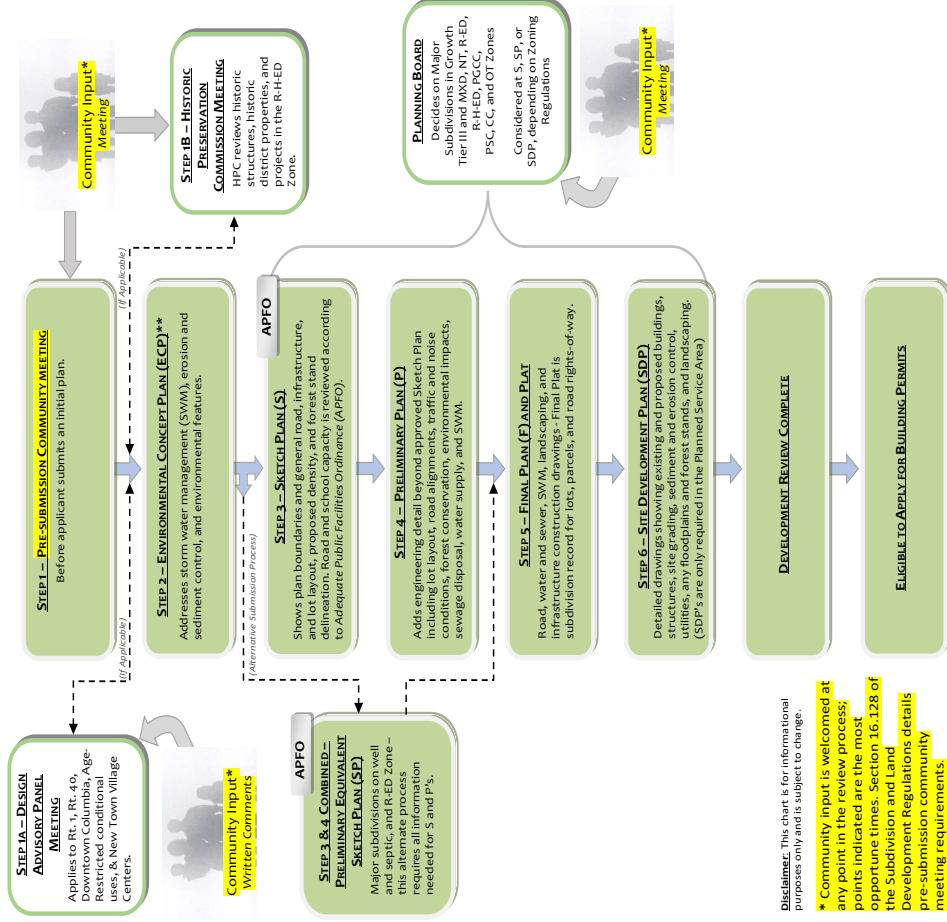 STEP 1A – DESIGN
ADVISORY PANEL
MEETING
Applies to Rt. 1, Rt. 40,
Downtown Columbia, Age-
Restricted conditional
uses, & New Town Village
Centers.
Community Input*
Written Comments
(If Applicable)
STEP 1 – PRE-SUBMISSION COMMUNITY MEETING
Before applicant submits an initial plan.
(If Applicable)
Community Input*
Meeting
STEP 1B – HISTORIC
PRESERVATION
COMMISSION MEETING
HPC reviews historic
structures, historic
district properties, and
projects in the R-H-ED
Zone.
STEP 2 – ENVIRONMENTAL CONCEPT PLAN (ECP)**
Addresses storm water management (SWM), erosion and
sediment control, and environmental features.
(Alternative Submission Process)
APFO
STEP 3 & 4 COMBINED –
PRELIMINARY EQUIVALENT
SKETCH PLAN (SP)
Major subdivisions on well
and septic, and R-ED Zone –
this alternate process
requires all information
needed for S and P's.
APFO
STEP 3 – SKETCH PLAN (S)
Shows plan boundaries and general road, infrastructure,
and lot layout, proposed density, and forest stand
delineation. Road and school capacity is reviewed according
to Adequate Public Facilities Ordinance (APFO).
STEP 4 – PRELIMINARY PLAN (P)
Adds engineering detail beyond approved Sketch Plan
including lot layout, road alignments, traffic and noise
conditions, forest conservation, environmental impacts,
sewage disposal, water supply, and SWM.
STEP 5 – FINAL PLAN (F) AND PLAT
Road, water and sewer, SWM, landscaping, and
infrastructure construction drawings - Final Plat is
subdivision record for lots, parcels, and road rights-of-way.
STEP 6 – SITE DEVELOPMENT PLAN (SDP)
Detailed drawings showing existing and proposed buildings,
structures, site grading, sediment and erosion control,
utilities, any floodplains and forest stands, and landscaping.
(SDP's are only required in the Planned Service Area)
PLANNING BOARD
Decides on Major
Subdivisions in Growth
Tier III and MXD, NT, R-ED,
R-H-ED, PGCC,
PSC, CC, and OT Zones
Considered at S, SP, or
SDP, depending on Zoning
Regulations
Community Input*
Meeting
DEVELOPMENT REVIEW COMPLETE
ELIGIBLE TO APPLY FOR BUILDING PERMITS
Disclaimer: This chart is for informational
purposes only and is subject to change.
* Community input is welcomed at
any point in the review process;
points indicated are the most
opportune times. Section 16.128 of
the Subdivision and Land
Development Regulations details
pre-submission community
meeting requirements.